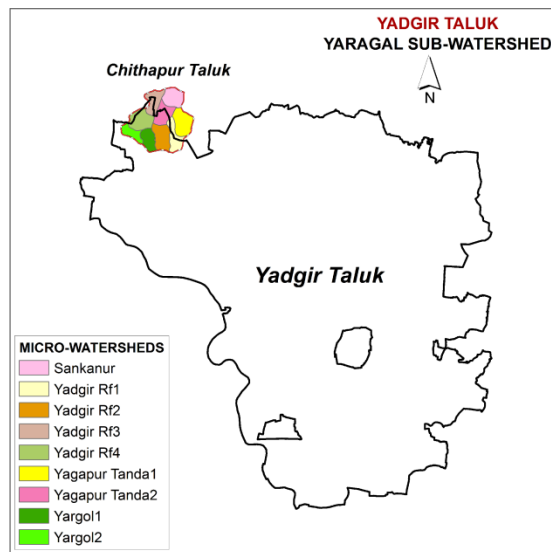 YADGIR TALUK
YARAGAL SUB-WATERSHED
Chithapur Taluk
N
Yadgir Taluk
MICRO-WATERSHEDS
Sankanur
Yadgir Rf1
Yadgir Rf2
Yadgir Rf3
Yadgir Rf4
Yagapur Tanda1
Yagapur Tanda2
Yargol1
Yargol2